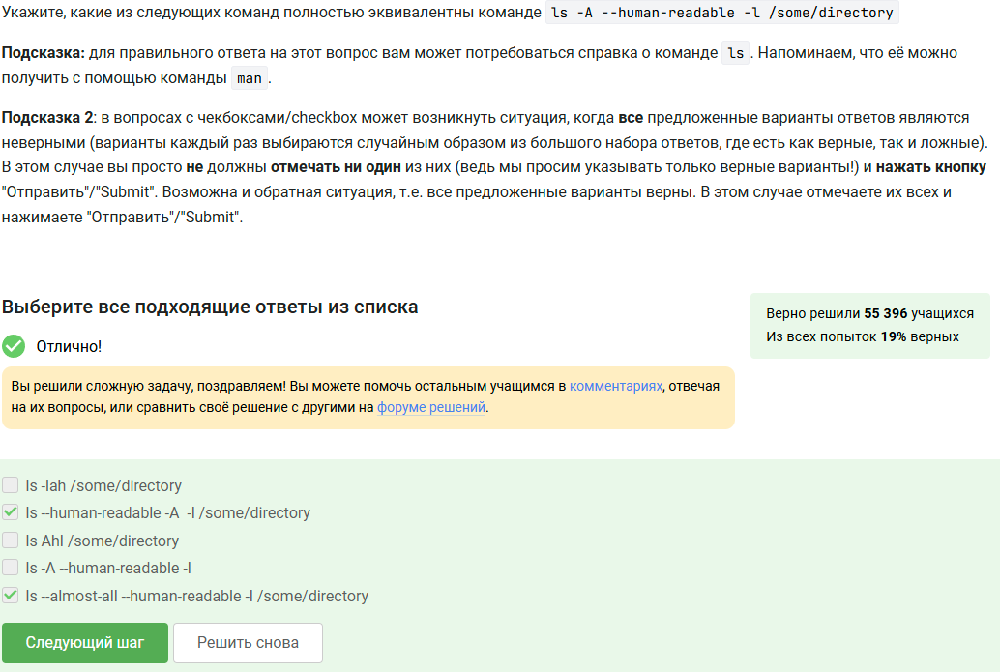 Укажите, какие из следующих команд полностью эквивалентны команде ls -A --human-readable -l /some/directory
Подсказка: для правильного ответа на этот вопрос вам может потребоваться справка о команде ls. Напоминаем, что её можно
получить с помощью команды man.
Подсказка 2: в вопросах с чекбоксами/checkbox может возникнуть ситуация, когда все предложенные варианты ответов являются
неверными (варианты каждый раз выбираются случайным образом из большого набора ответов, где есть как верные, так и ложные).
В этом случае вы просто не должны отмечать ни один из них (ведь мы просим указывать только верные варианты!) и нажать кнопку
"Отправить"/"Submit". Возможна и обратная ситуация, т.е. все предложенные варианты верны. В этом случае отмечаете их всех и
нажимаете "Отправить"/"Submit".
Выберите все подходящие ответы из списка
Верно решили 55 396 учащихся
Из всех попыток 19% верных
Отлично!
Вы решили сложную задачу, поздравляем! Вы можете помочь остальным учащимся в комментариях, отвечая
на их вопросы, или сравнить своё решение с другими на форуме решений.
ls -lah /some/directory
ls --human-readable -A  -l /some/directory
ls Ahl /some/directory
ls -A --human-readable -l
ls --almost-all --human-readable -l /some/directory
Следующий шаг
Решить снова